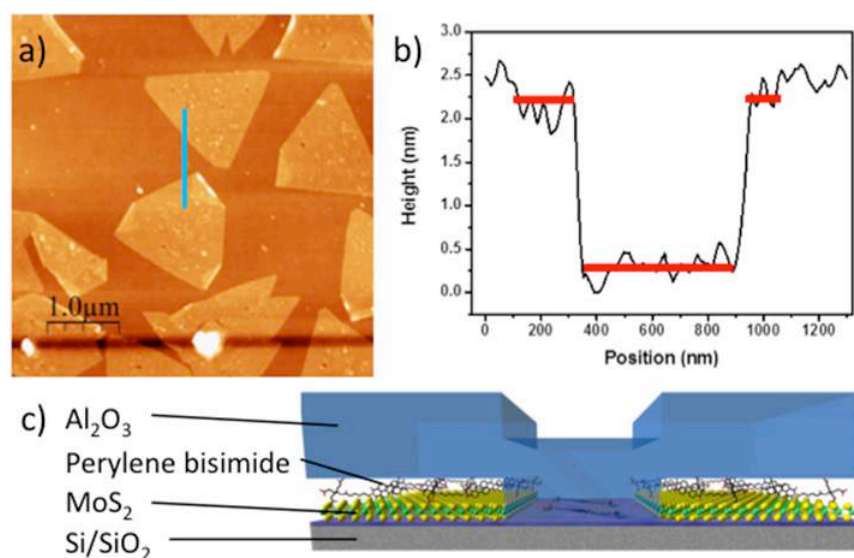 a)
1.0µm
b)
Height (nm)
3.0
2.5
2.0
1.5
1.0
0.5
0.0
0 200 400 600 800 1000 1200
Position (nm)
c)
Al₂O₃
Perylene bisimide
MoS₂
Si/SiO₂